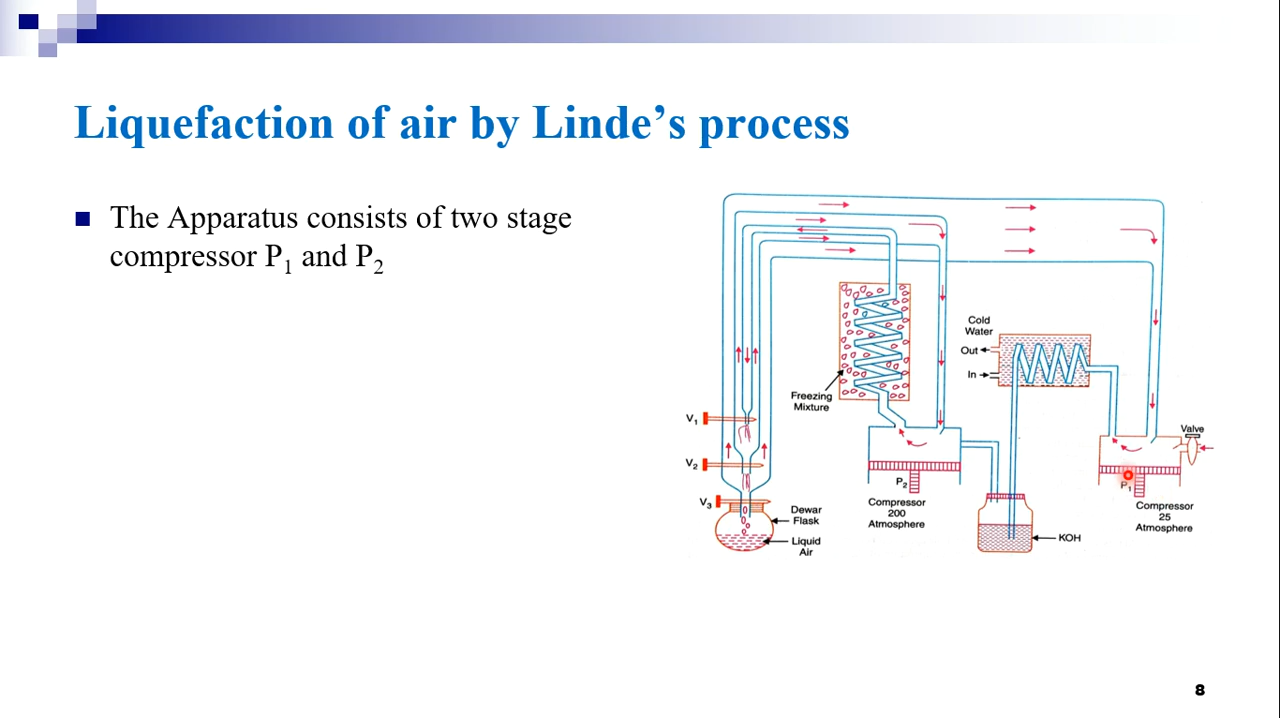 Liquefaction of air by Linde’s process
The Apparatus consists of two stage
compressor P₁ and P₂
Cold
Water
Out
In
Freezing
Mixture
V₁
V₂
V₃
Dewar
Flask
Liquid
Air
P₂
Compressor
200
Atmosphere
KOH
Valve
P₁
Compressor
25
Atmosphere
8